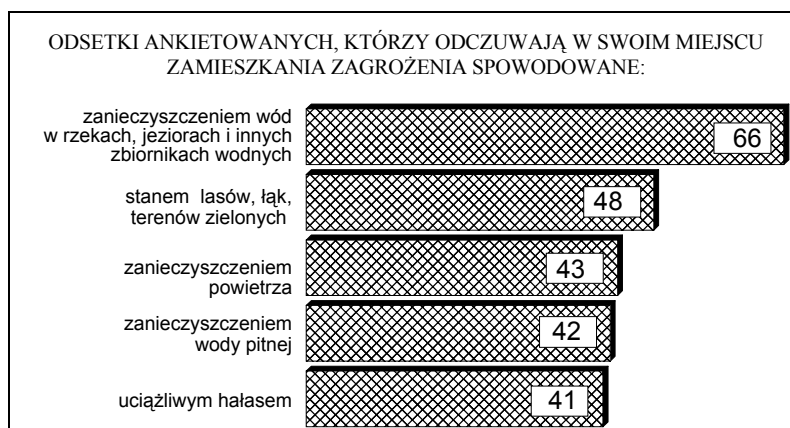 ODSETKI ANKIETOWANYCH, KTÓRZY ODCZUWAJĄ W SWOIM MIEJSCU
ZAMIESZKANIA ZAGROŻENIA SPOWODOWANE:
zanieczyszczeniem wód
w rzekach, jeziorach i innych
zbiornikach wodnych
66
stanem lasów, łąk,
terenów zielonych
48
zanieczyszczeniem
powietrza
43
zanieczyszczeniem
wody pitnej
42
uciążliwym hałasem
41